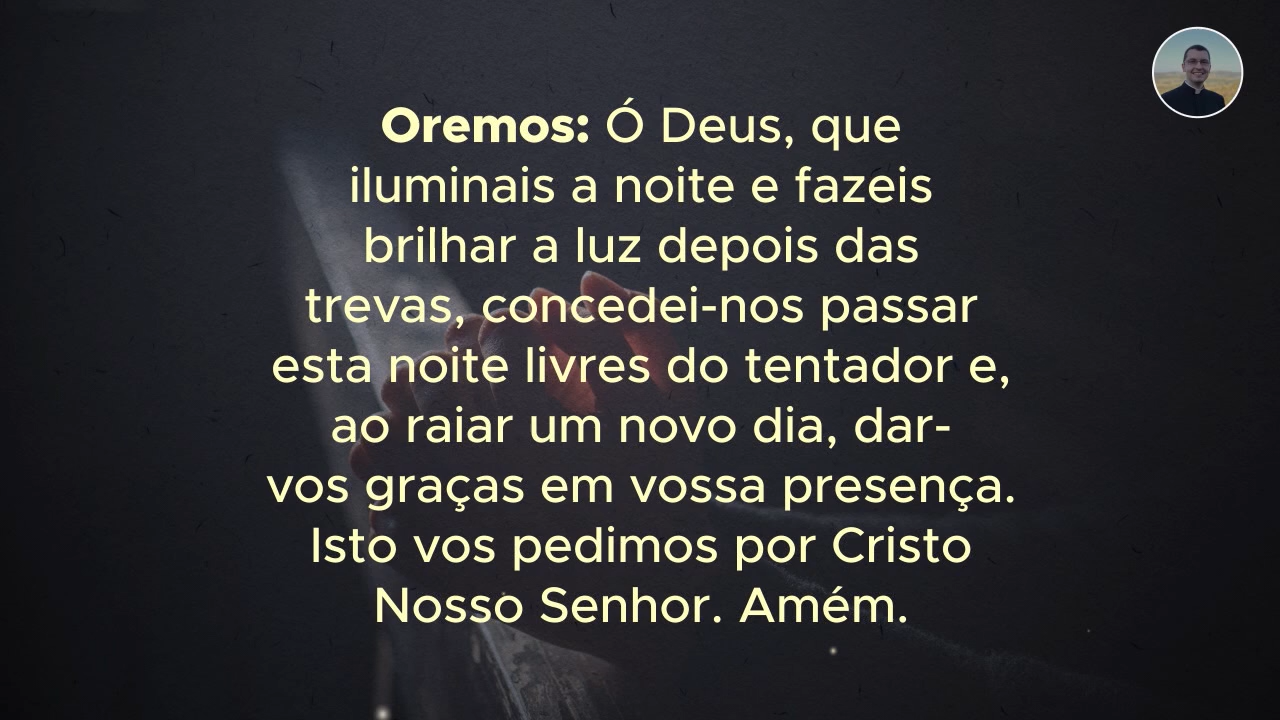 Oremos: Ó Deus, que
iluminais a noite e fazeis
brilhar a luz depois das
trevas, concedei-nos passar
esta noite livres do tentador e,
ao raiar um novo dia, dar-
vos graças em vossa presença.
Isto vos pedimos por Cristo
Nosso Senhor. Amém.